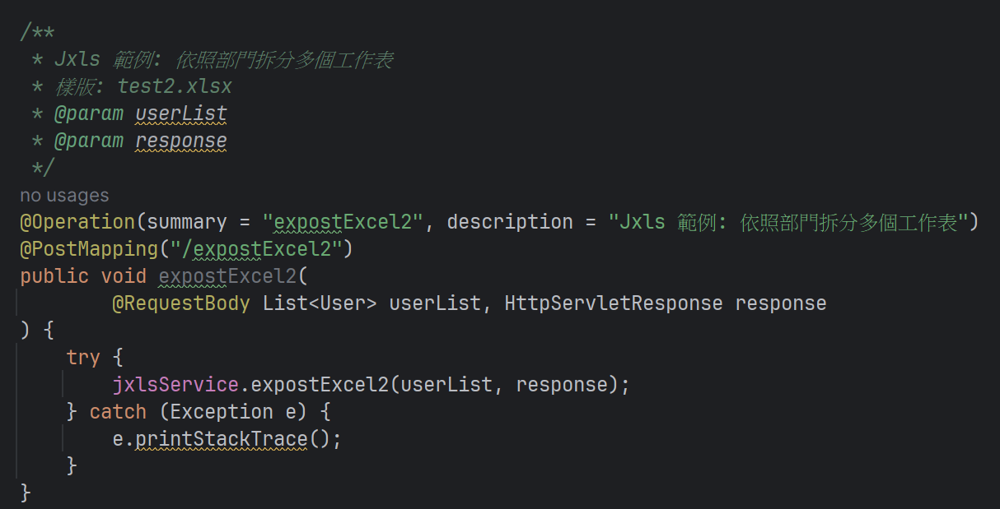 /**
 * Jxls 範例: 依照部門拆分多個工作表
 * 樣版: test2.xlsx
 * @param userList
 * @param response
 */
no usages
@Operation(summary = "expostExcel2", description = "Jxls 範例: 依照部門拆分多個工作表")
@PostMapping("/expostExcel2")
public void expostExcel2(
        @RequestBody List<User> userList, HttpServletResponse response
) {
    try {
        jxlsService.expostExcel2(userList, response);
    } catch (Exception e) {
        e.printStackTrace();
    }
}